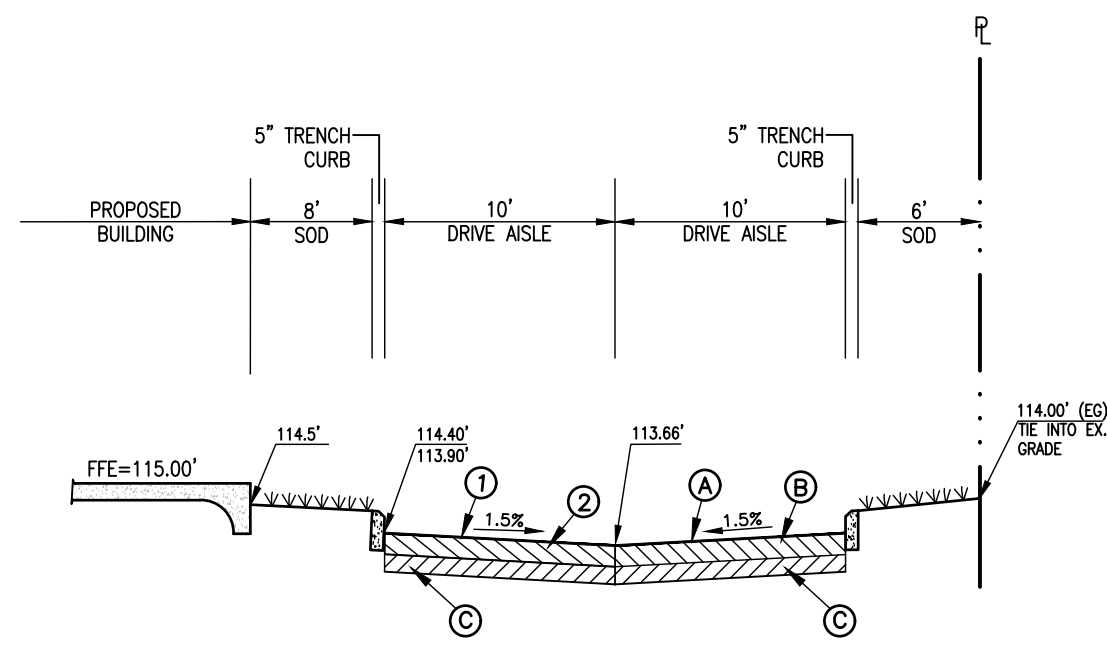 PL
5" TRENCH
CURB
5" TRENCH
CURB
PROPOSED
BUILDING
8'
SOD
10'
DRIVE AISLE
10'
DRIVE AISLE
6'
SOD
114.00' (EG)
TIE INTO EX.
GRADE
114.5'
114.40'
113.90'
113.66'
FFE=115.00'
1
2
A
B
1.5%
1.5%
C
C